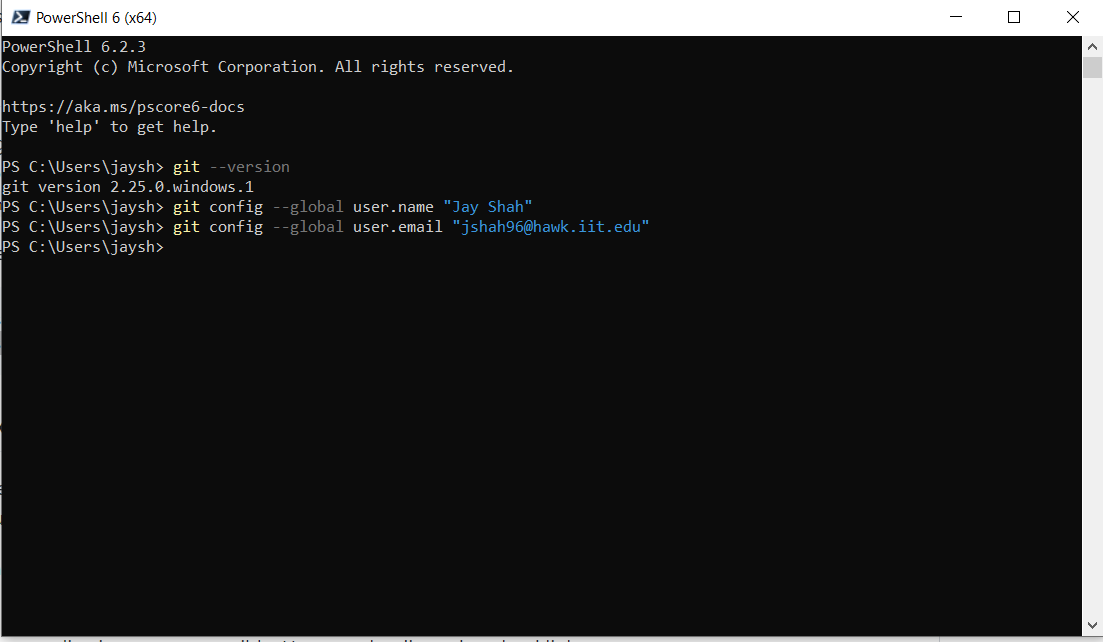 PowerShell 6 (x64)
PowerShell 6.2.3
Copyright (c) Microsoft Corporation. All rights reserved.
https://aka.ms/pscore6-docs
Type 'help' to get help.
PS C:\Users\jaysh> git --version
git version 2.25.0.windows.1
PS C:\Users\jaysh> git config --global user.name "Jay Shah"
PS C:\Users\jaysh> git config --global user.email "jshah96@hawk.iit.edu"
PS C:\Users\jaysh>